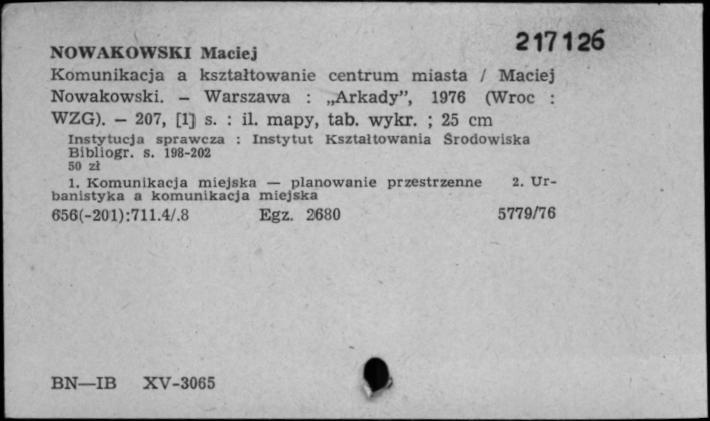 217126
NOWAKOWSKI Maciej
Komunikacja a kształtowanie centrum miasta / Maciej
Nowakowski. — Warszawa : „Arkady”, 1976 (Wroc :
WZG). — 207, [1] s. : il. mapy, tab. wykr. ; 25 cm
Instytucja sprawcza : Instytut Kształtowania Środowiska
Bibliogr. s. 198-202
50 zł
1. Komunikacja miejska — planowanie przestrzenne 2. Ur-
banistyka a komunikacja miejska
656(-201):711.4/.8 Egz. 2680 5779/76
BN—IB XV-3065